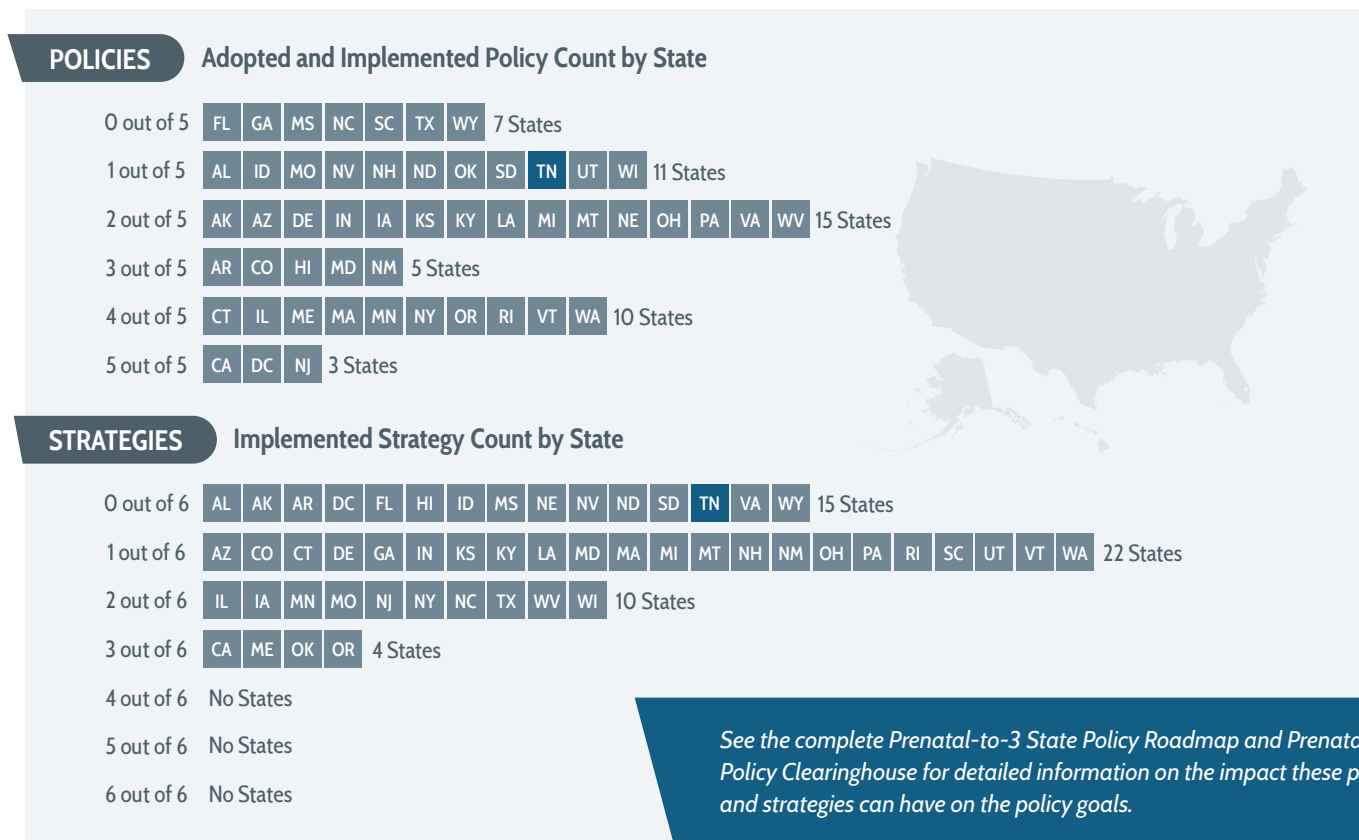 POLICIES Adopted and Implemented Policy Count by State
0 out of 5 FL GA MS NC SC TX WY 7 States
1 out of 5 AL ID MO NV NH ND OK SD TN UT WI 11 States
2 out of 5 AK AZ DE IN IA KS KY LA MI MT NE OH PA VA WV 15 States
3 out of 5 AR CO HI MD NM 5 States
4 out of 5 CT IL ME MA MN NY OR RI VT WA 10 States
5 out of 5 CA DC NJ 3 States
STRATEGIES Implemented Strategy Count by State
0 out of 6 AL AK AR DC FL HI ID MS NE NV ND SD TN VA WY 15 States
1 out of 6 AZ CO CT DE GA IN KS KY LA MD MA MI MT NH NM OH PA RI SC UT VT WA 22 States
2 out of 6 IL IA MN MO NJ NY NC TX WV WI 10 States
3 out of 6 CA ME OK OR 4 States
4 out of 6 No States
5 out of 6 No States
6 out of 6 No States
See the complete Prenatal-to-3 State Policy Roadmap and
Policy Clearinghouse for detailed information on the impact these
and strategies can have on the policy goals.